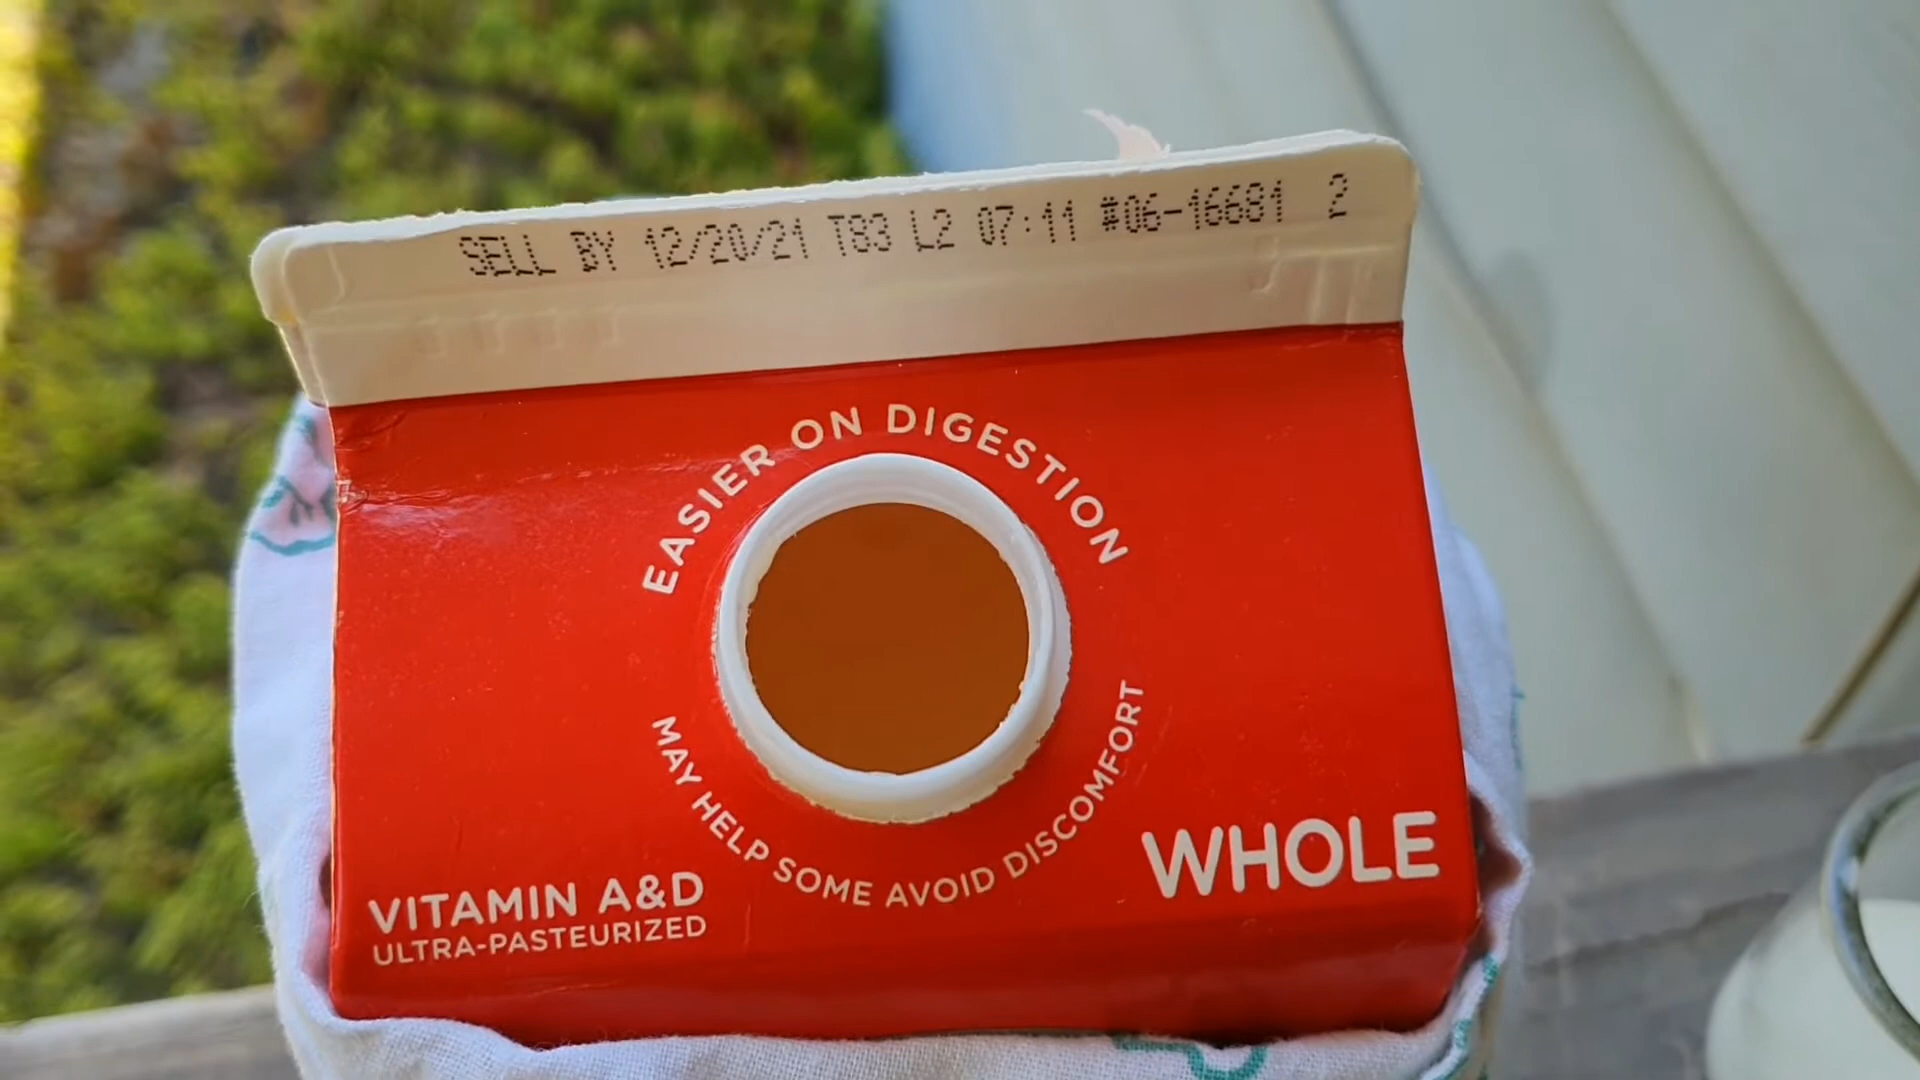 SELL BY 12/20/21 T83 L2 07:11 #06-16681 2
EASIER ON DIGESTION
MAY HELP SOME AVOID DISCOMFORT
VITAMIN A&D
ULTRA-PASTEURIZED
WHOLE